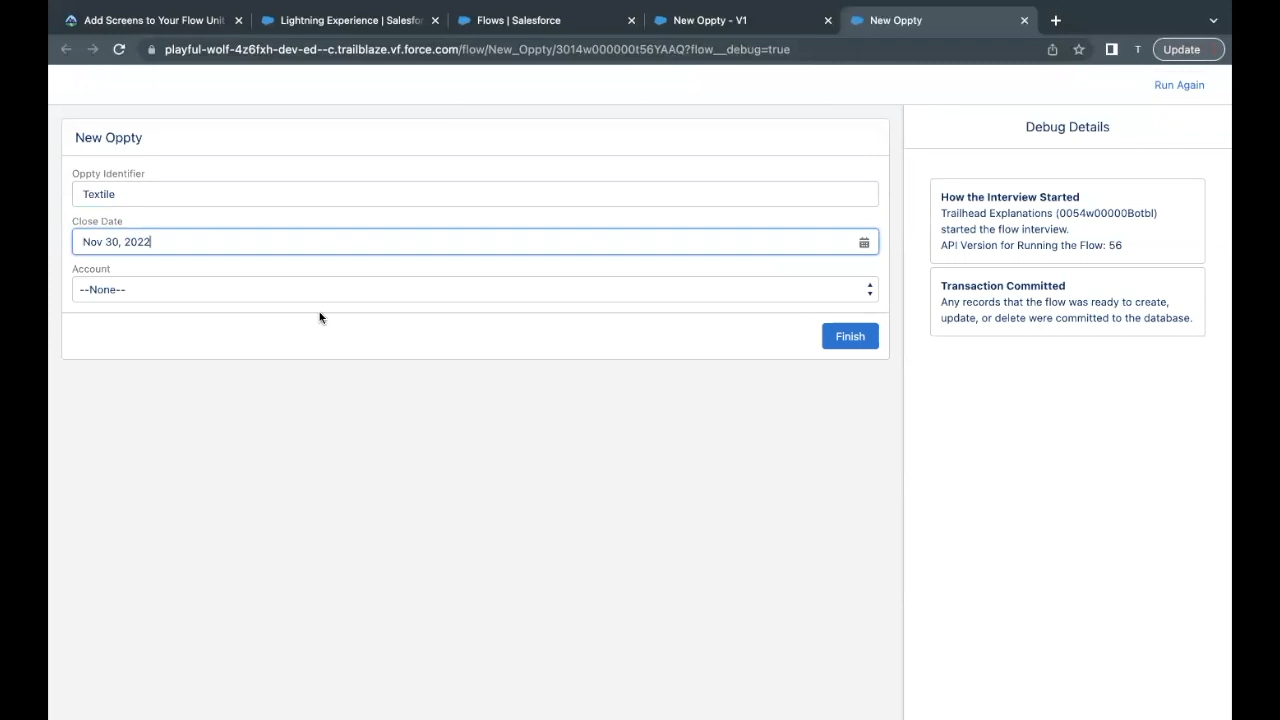 Add Screens to Your Flow Unit
Lightning Experience | Salesfor
Flows | Salesforce
New Oppty - V1
New Oppty
playful-wolf-4z6fxh-dev-ed--c.trailblaze.vf.force.com/flow/New_Oppty/3014w000000t56YAAQ?flow__debug=true
T
Update
Run Again
New Oppty
Oppty Identifier
Textile
Close Date
Nov 30, 2022
Account
--None--
Finish
Debug Details
How the Interview Started
Trailhead Explanations (0054w00000Botbl)
started the flow interview.
API Version for Running the Flow: 56
Transaction Committed
Any records that the flow was ready to create,
update, or delete were committed to the database.